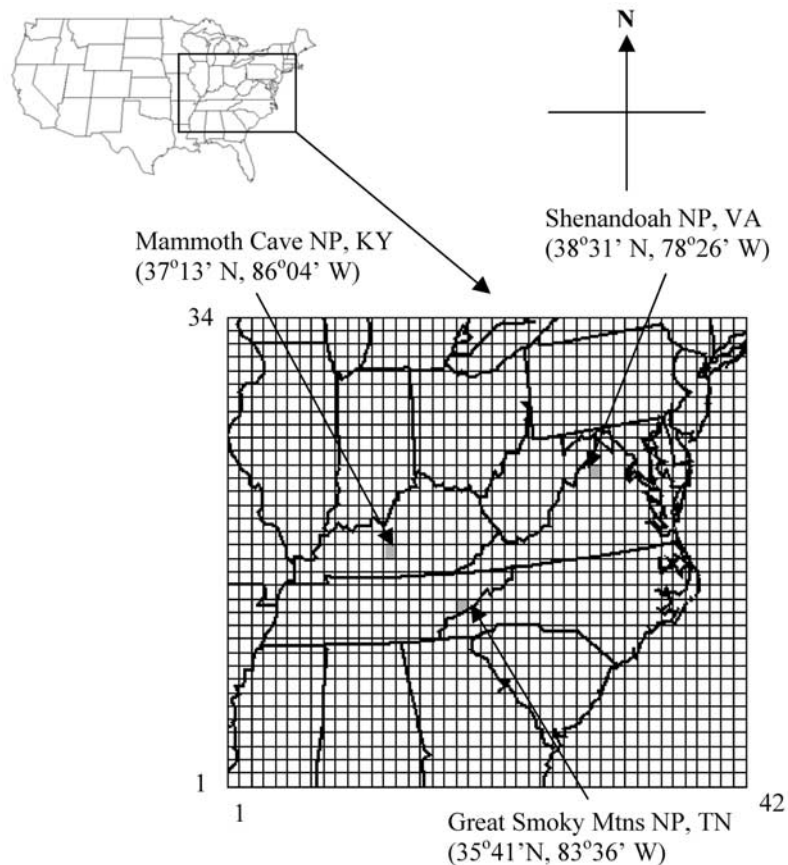 N
Shenandoah NP, VA
(38°31’ N, 78°26’ W)
Mammoth Cave NP, KY
(37°13’ N, 86°04’ W)
34
1
1
42
Great Smoky Mtns NP, TN
(35°41’N, 83°36’ W)